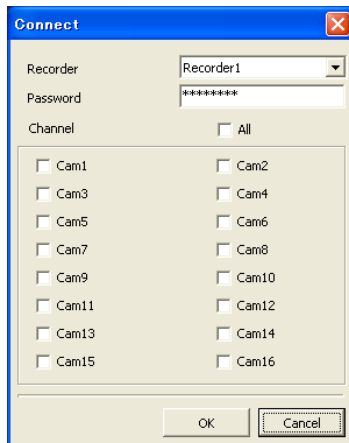 Connect
Recorder Recorder1
Password ********
Channel All
Cam1 Cam2
Cam3 Cam4
Cam5 Cam6
Cam7 Cam8
Cam9 Cam10
Cam11 Cam12
Cam13 Cam14
Cam15 Cam16
OK Cancel